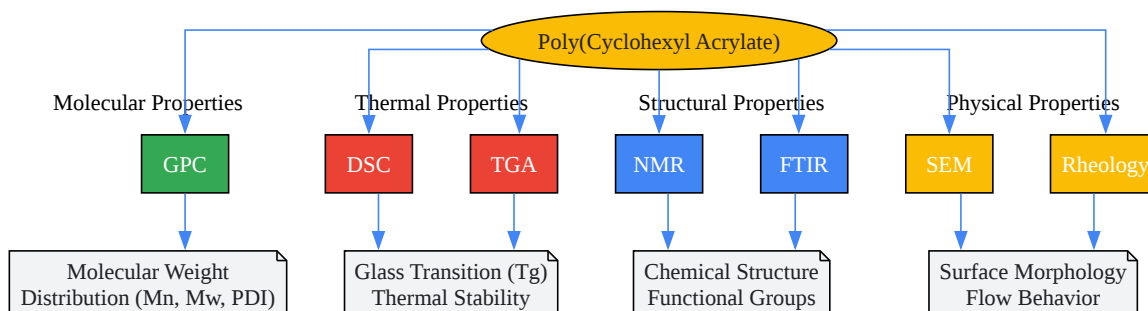 Poly(Cyclohexyl Acrylate)
Molecular Properties
Thermal Properties
Structural Properties
Physical Properties
GPC
DSC
TGA
NMR
FTIR
SEM
Rheology
Molecular Weight
Distribution (Mn, Mw, PDI)
Glass Transition (Tg)
Thermal Stability
Chemical Structure
Functional Groups
Surface Morphology
Flow Behavior